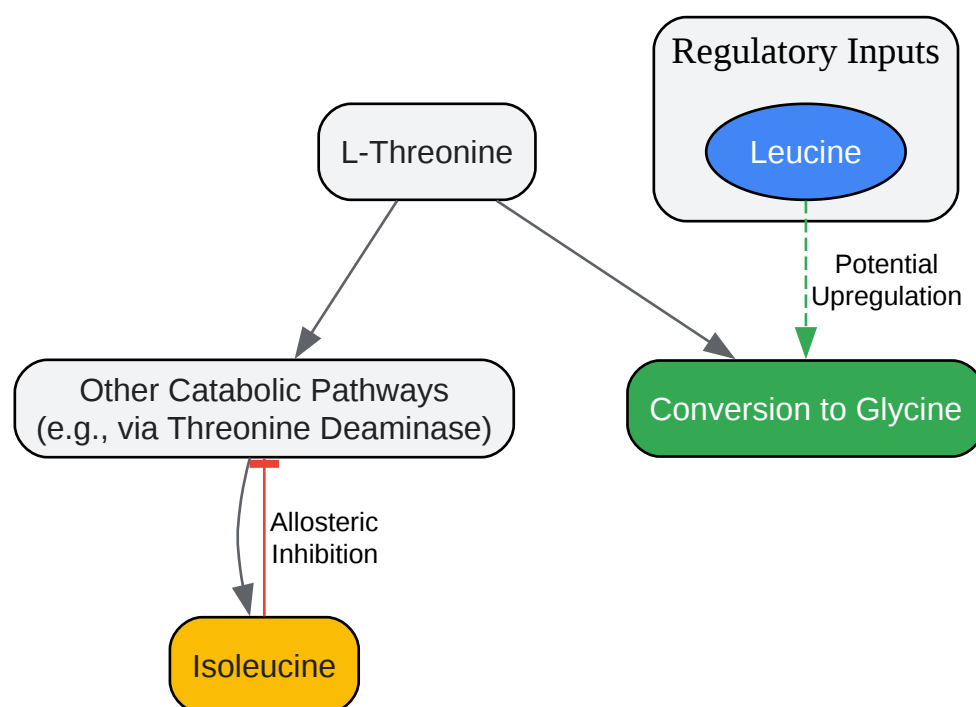 Regulatory Inputs
L-Threonine
Leucine
Potential
Upregulation
Other Catabolic Pathways
(e.g., via Threonine Deaminase)
Conversion to Glycine
Allosteric
Inhibition
Isoleucine